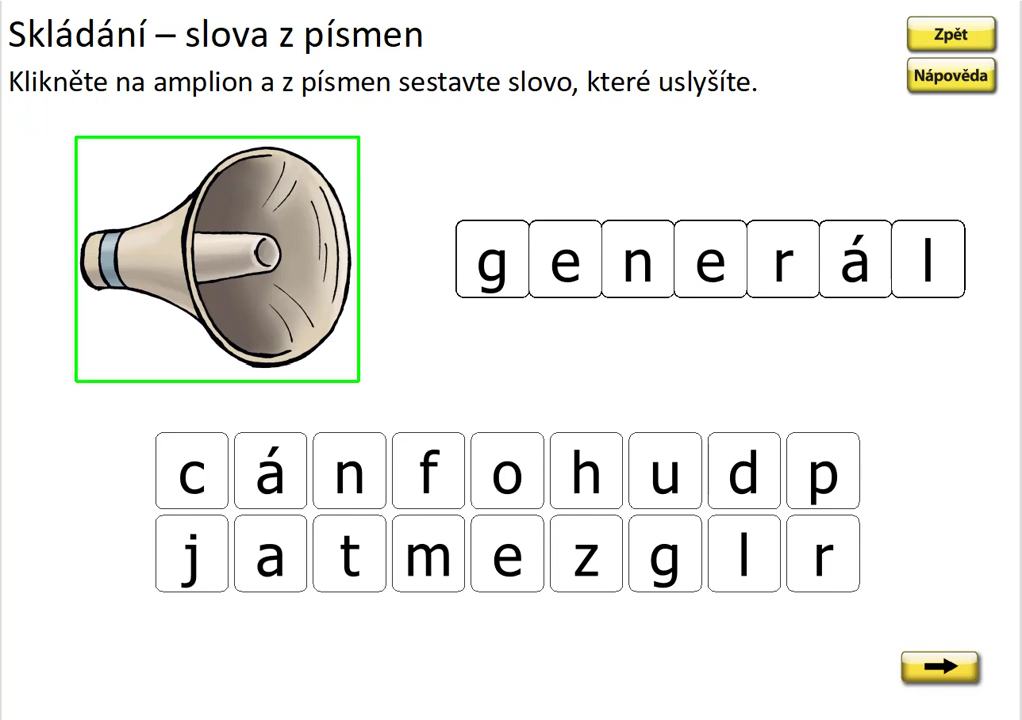 Skládání – slova z písmen
Zpět
Klikněte na amplion a z písmen sestavte slovo, které uslyšíte.
Nápověda
g e n e r á l
c á n f o h u d p
j a t m e z g l r